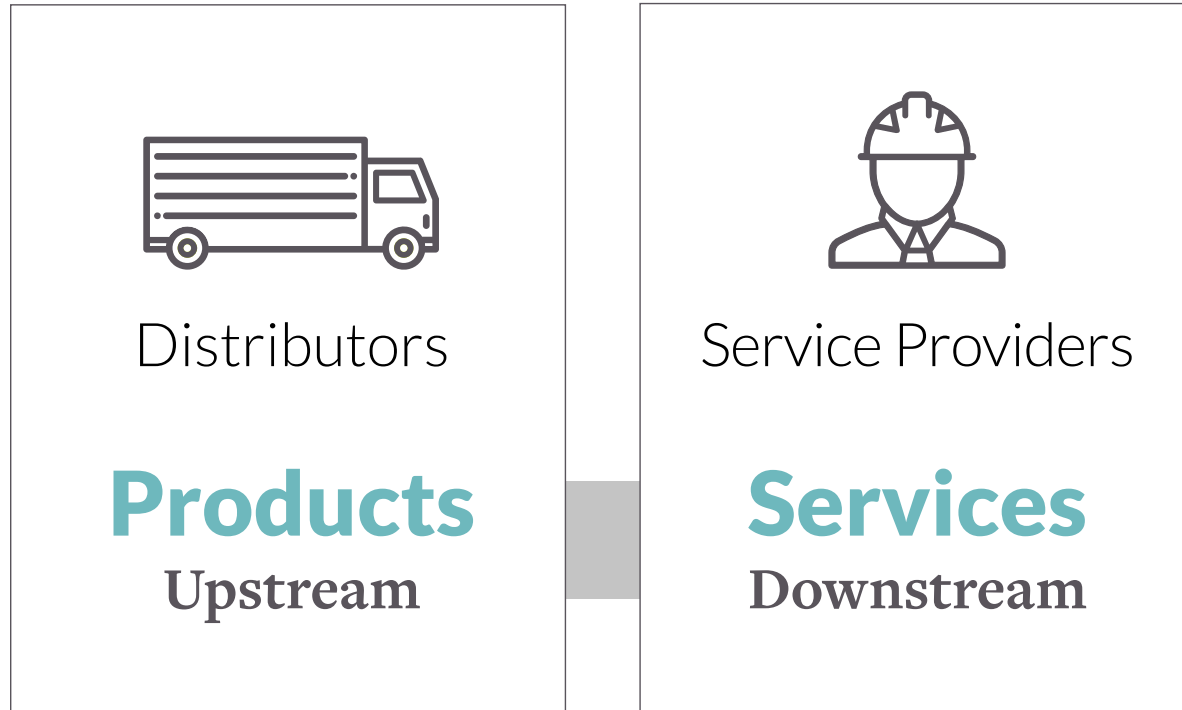 Distributors
Products
Upstream
Service Providers
Services
Downstream